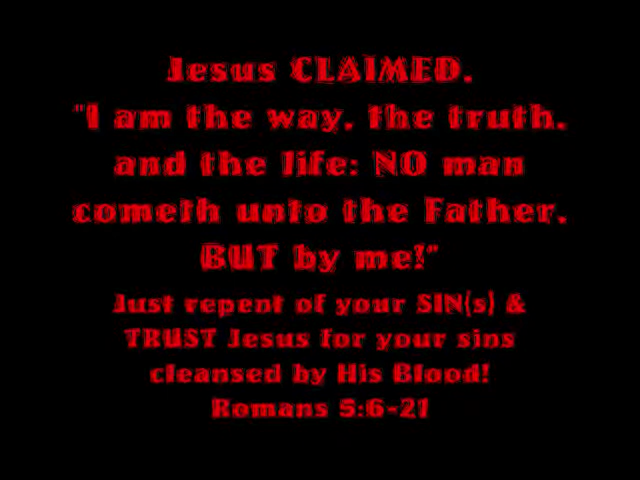 Jesus CLAIMED,
"I am the way, the truth,
and the life: NO man
cometh unto the Father,
BUT by me!"
Just repent of your SIN(s) &
TRUST Jesus for your sins
cleansed by His Blood!
Romans 5:6-21